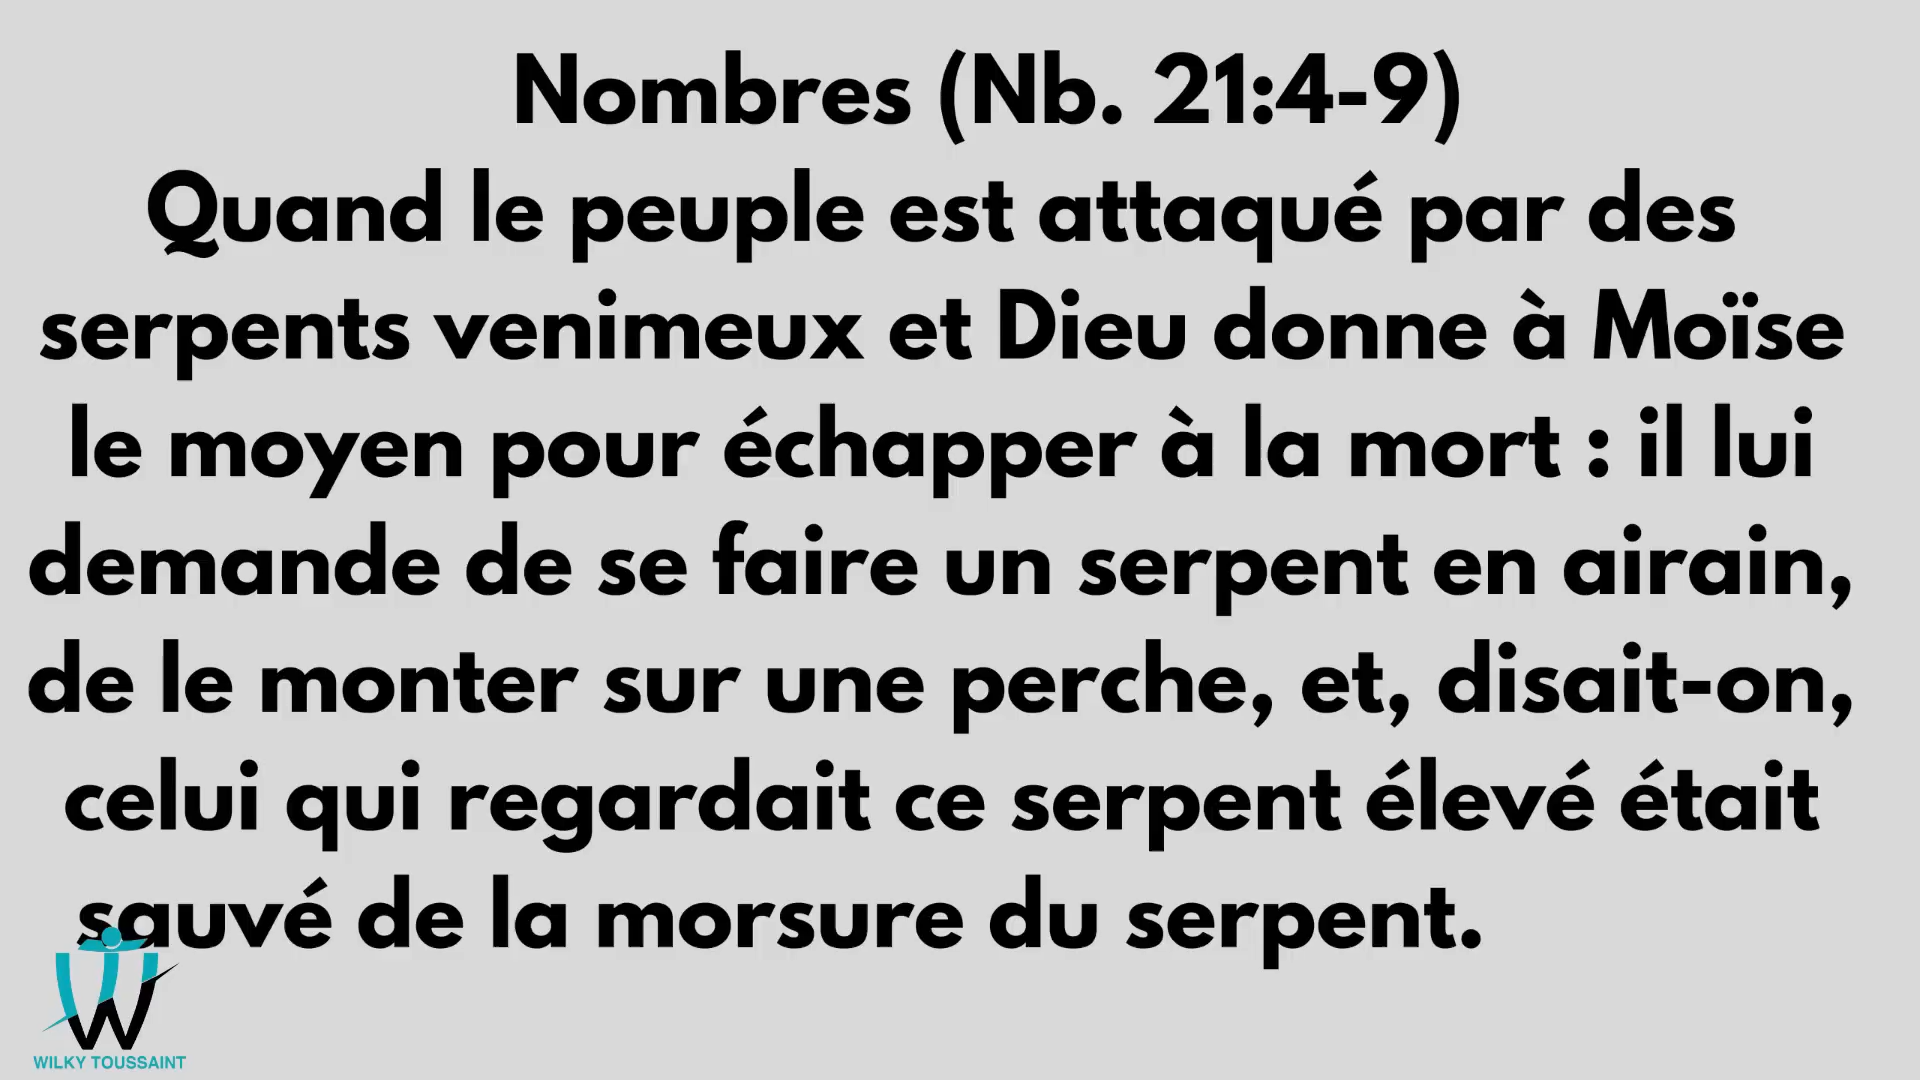 Nombres (Nb. 21:4-9)
Quand le peuple est attaqué par des
serpents venimeux et Dieu donne à Moïse
le moyen pour échapper à la mort : il lui
demande de se faire un serpent en airain,
de le monter sur une perche, et, disait-on,
celui qui regardait ce serpent élevé était
sauvé de la morsure du serpent.
WILKY TOUSSAINT